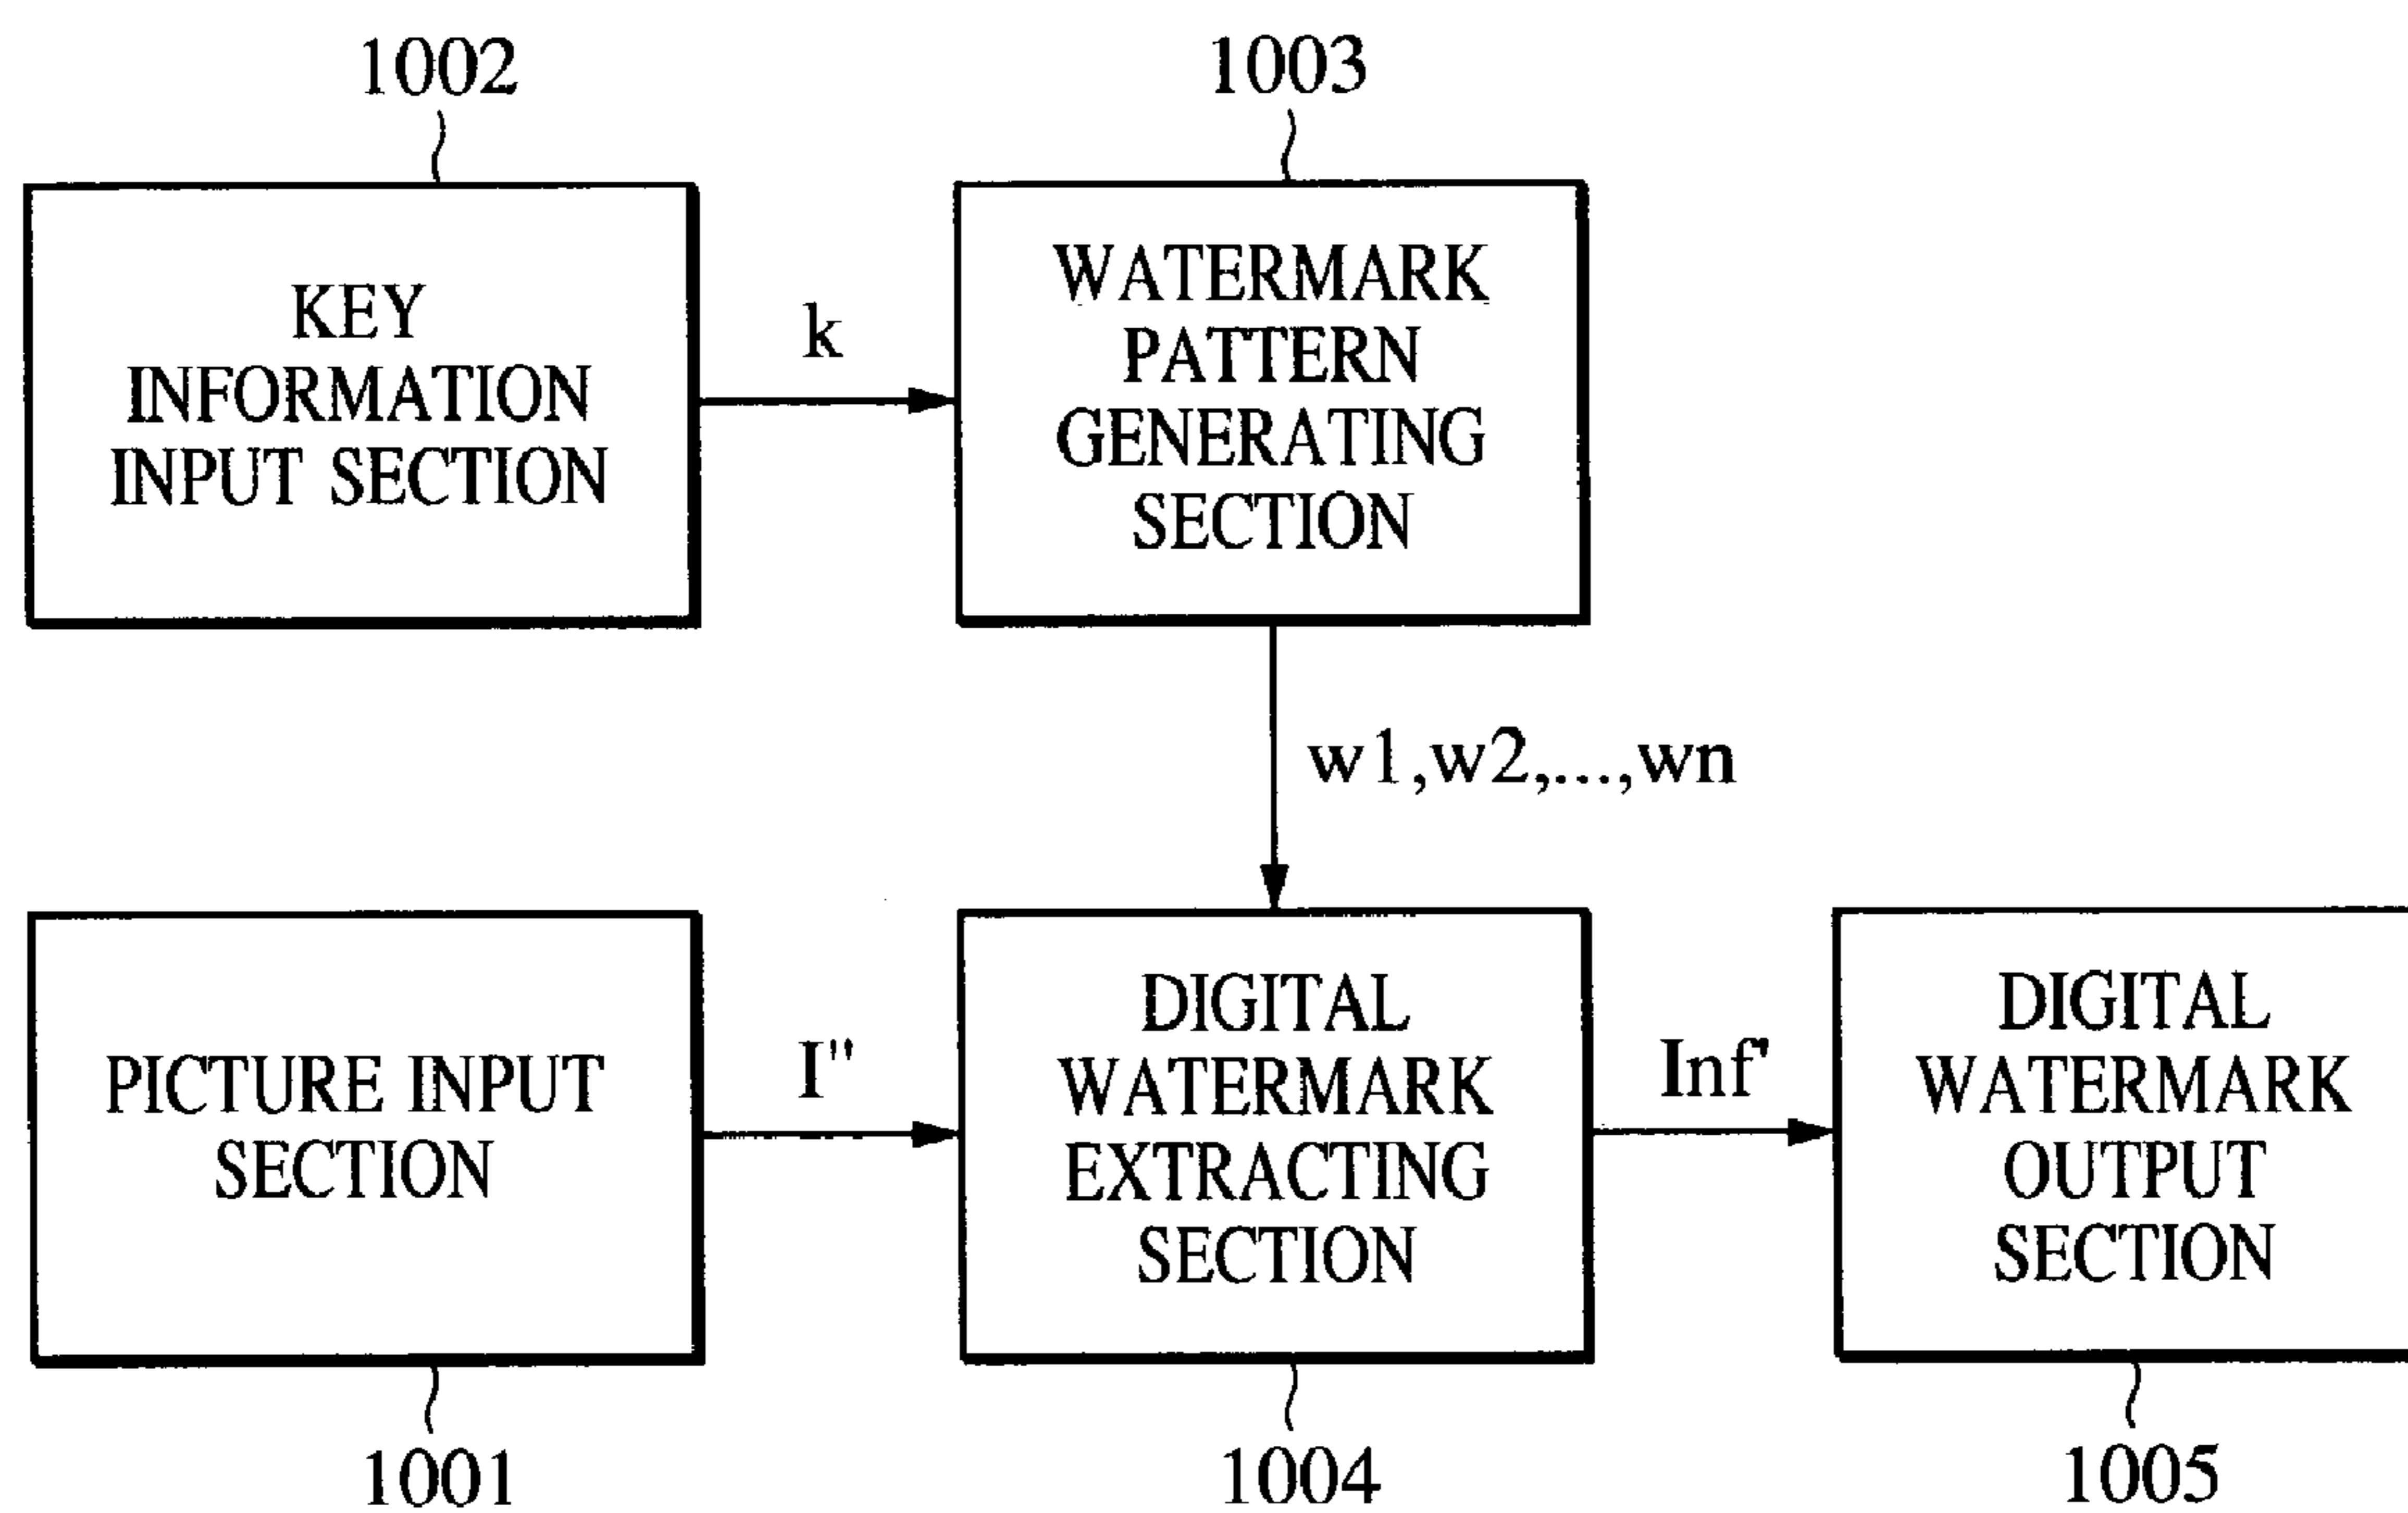 1002
1003
KEY
INFORMATION
INPUT SECTION
k
WATERMARK
PATTERN
GENERATING
SECTION
w1,w2,...,wn
PICTURE INPUT
SECTION
I"
DIGITAL
WATERMARK
EXTRACTING
SECTION
Inf'
DIGITAL
WATERMARK
OUTPUT
SECTION
1001
1004
1005